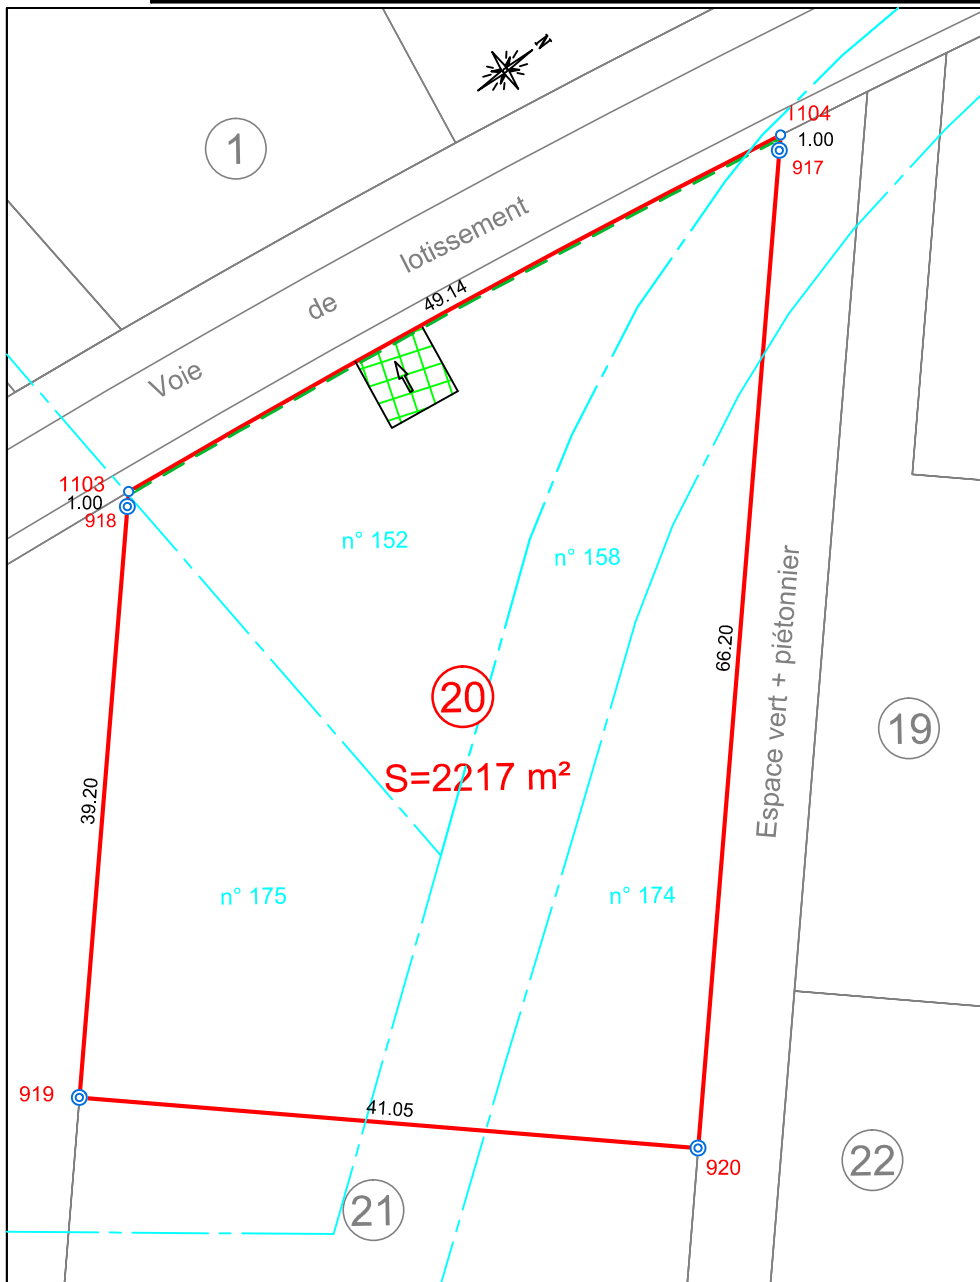 N
1
1104
1.00
917
Voie de lotissement
49.14
1103
1.00
918
n° 152
n° 158
66.20
Espace vert + piétonnier
20
19
S=2217 m²
39.20
n° 175
n° 174
919
41.05
920
22
21